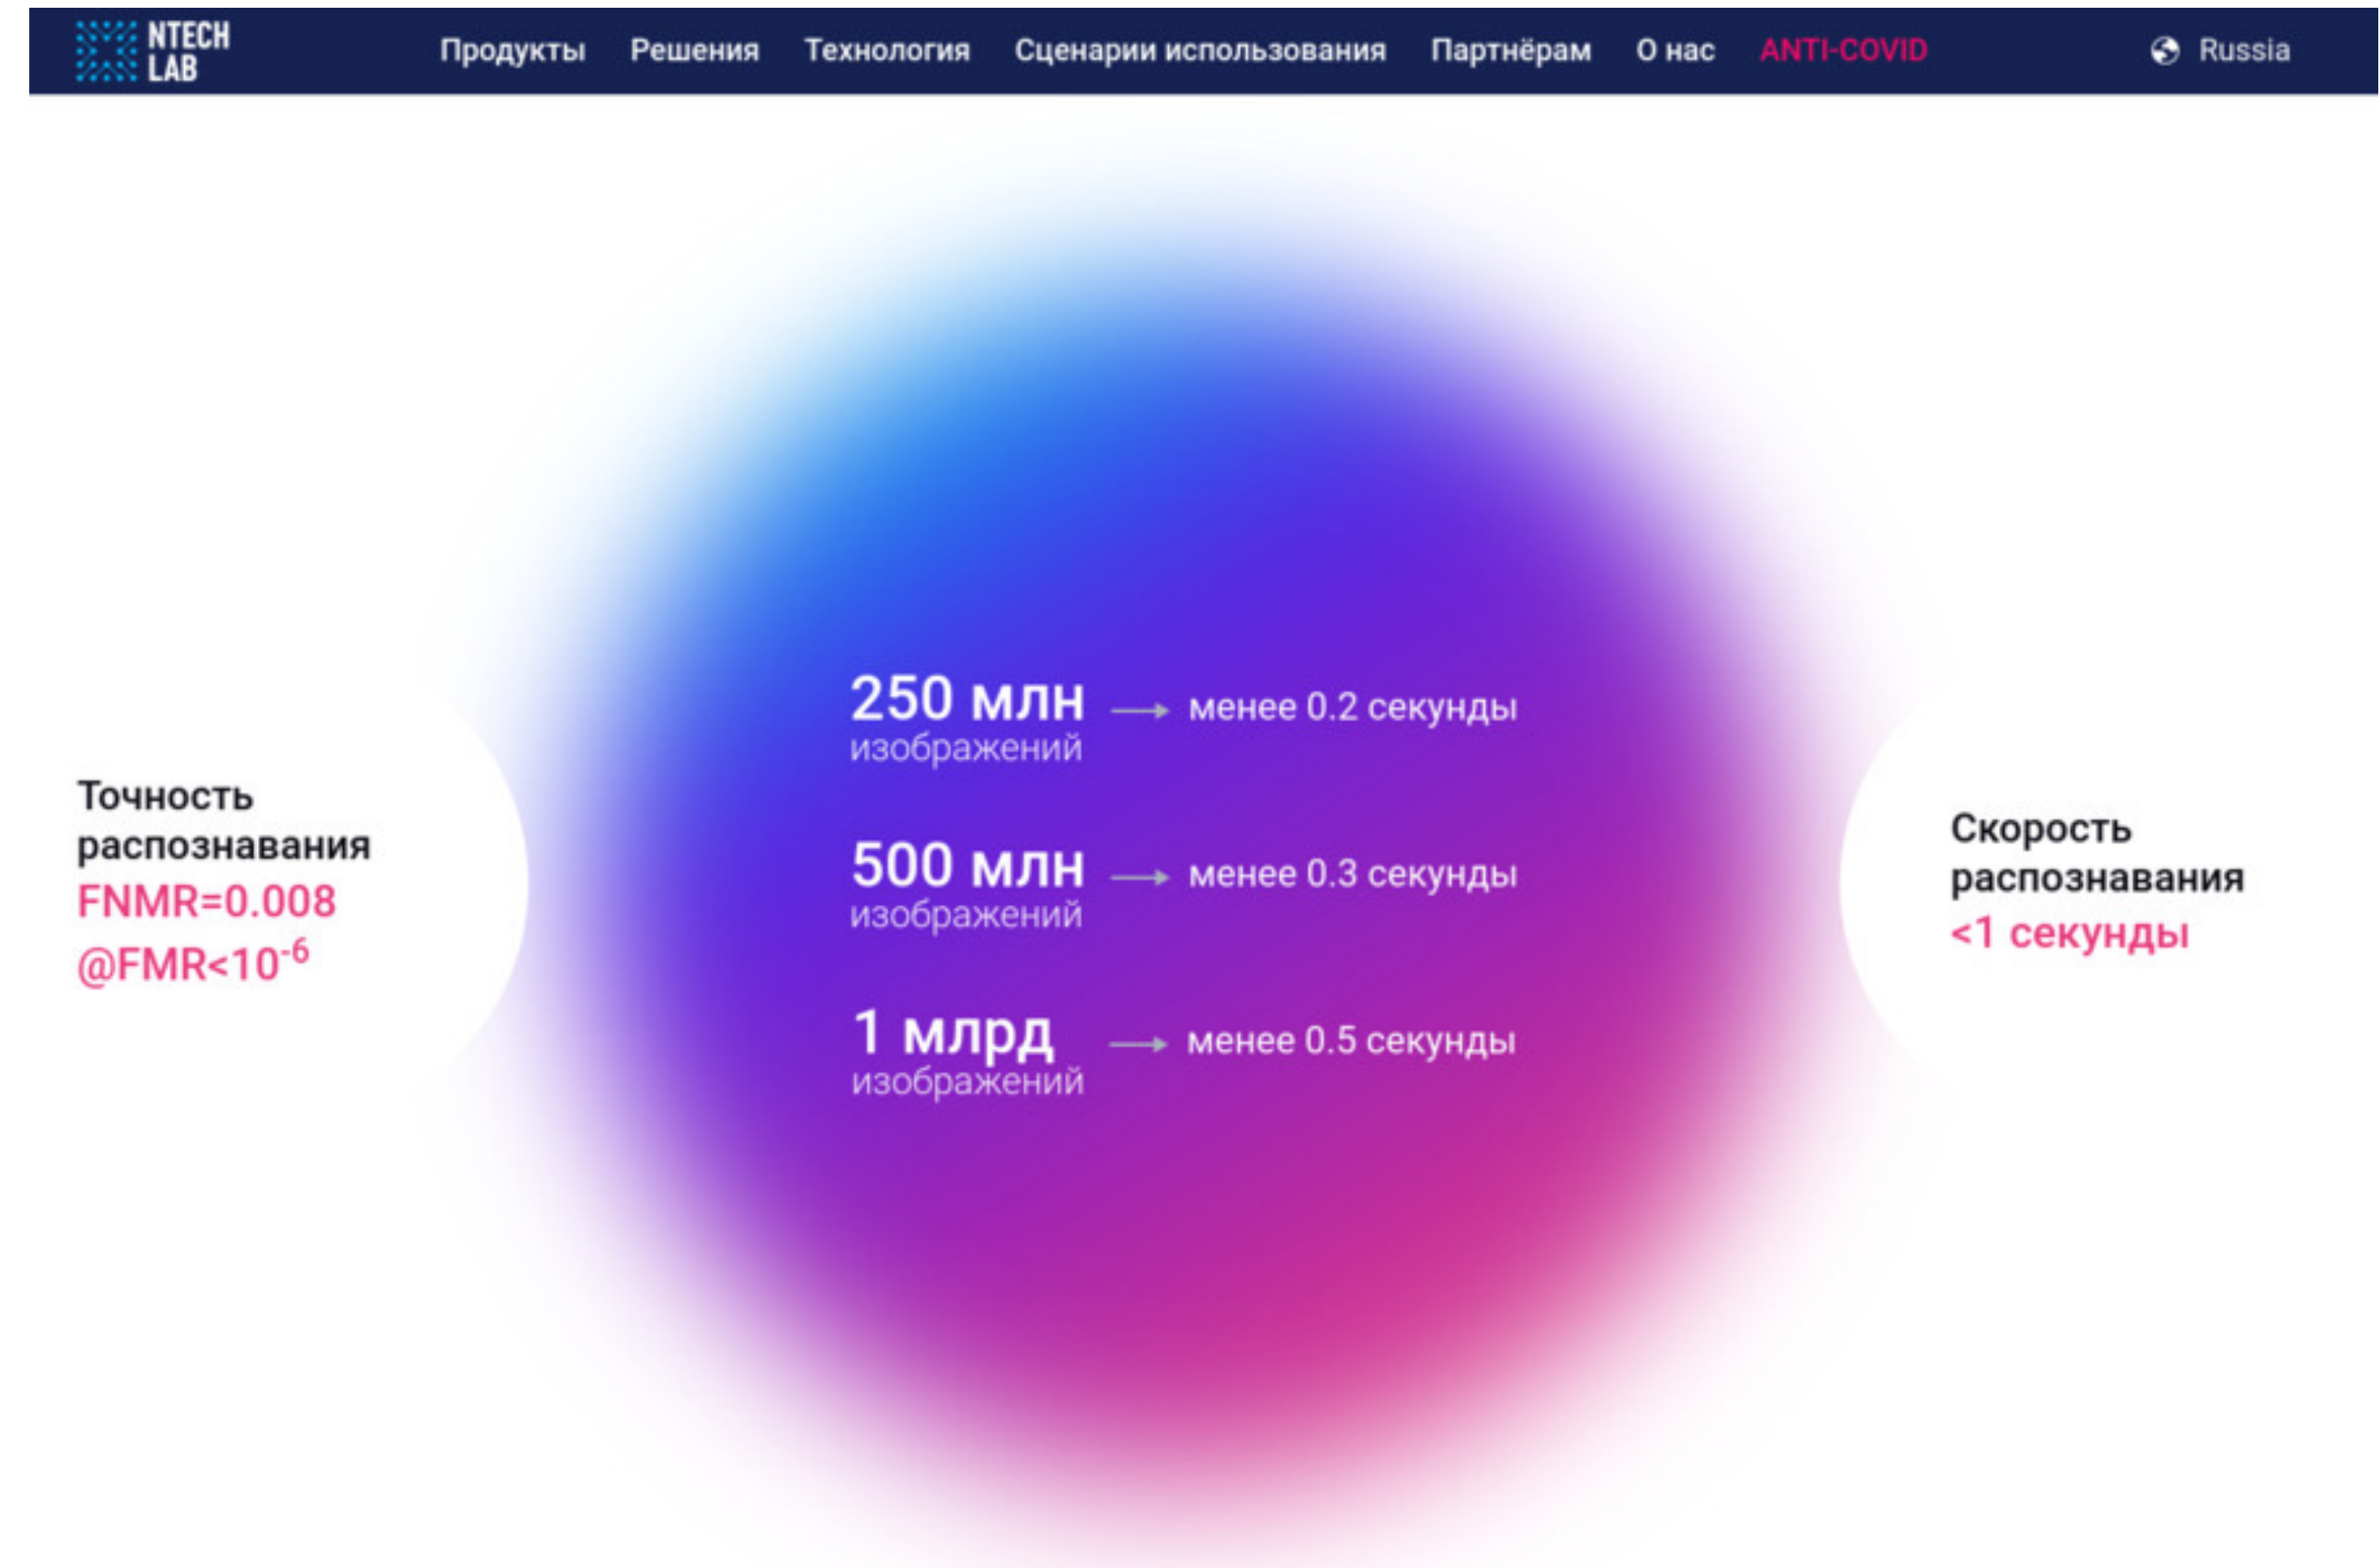 NTECH
LAB
Продукты Решения Технология Сценарии использования Партнёрам О нас ANTI-COVID Russia
Точность
распознавания
FNMR=0.008
@FMR<10⁻⁶
250 млн → менее 0.2 секунды
изображений
500 млн → менее 0.3 секунды
изображений
1 млрд → менее 0.5 секунды
изображений
Скорость
распознавания
<1 секунды